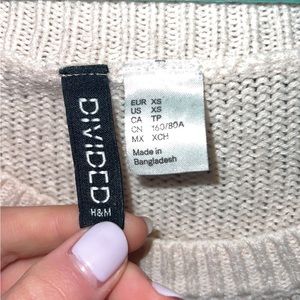 DIVIDED
H&M
EUR XS
US XS
CA TP
CN 160/80A
MX XCH
Made in
Bangladesh